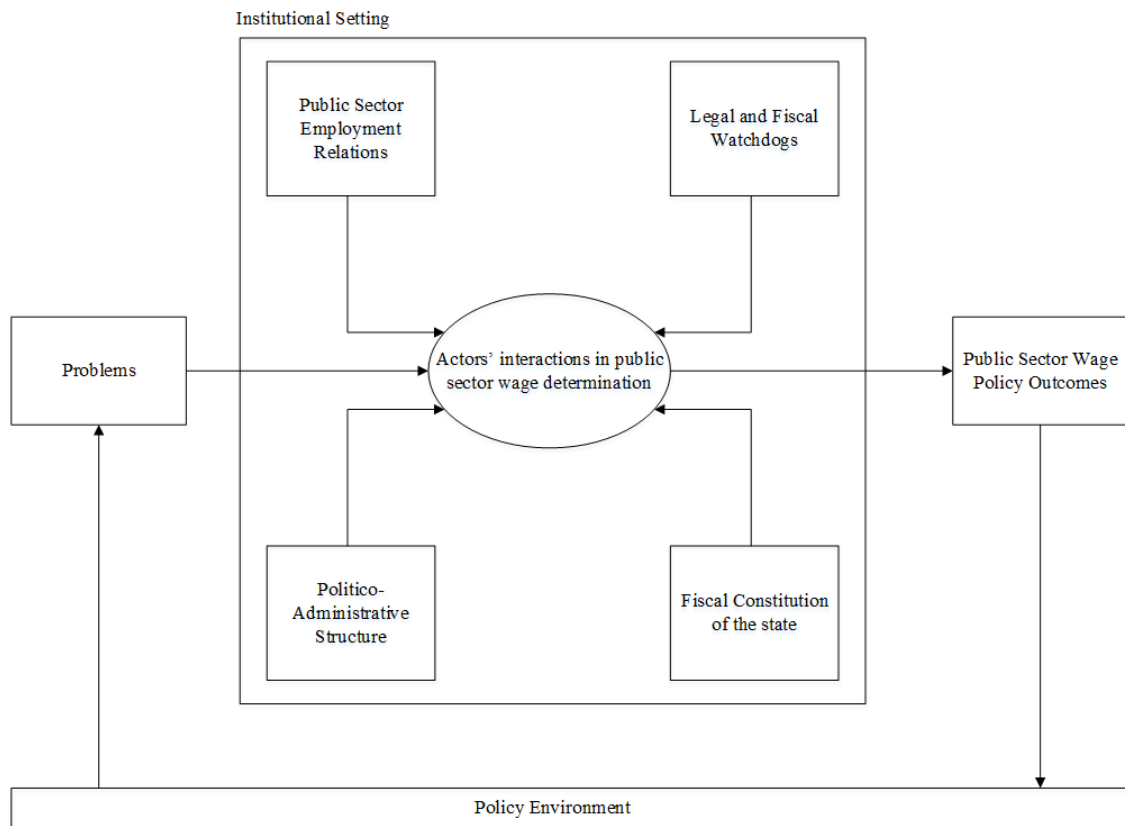 Institutional Setting
Public Sector
Employment
Relations
Legal and Fiscal
Watchdogs
Problems
Actors’ interactions in public
sector wage determination
Public Sector Wage
Policy Outcomes
Politico-
Administrative
Structure
Fiscal Constitution
of the state
Policy Environment